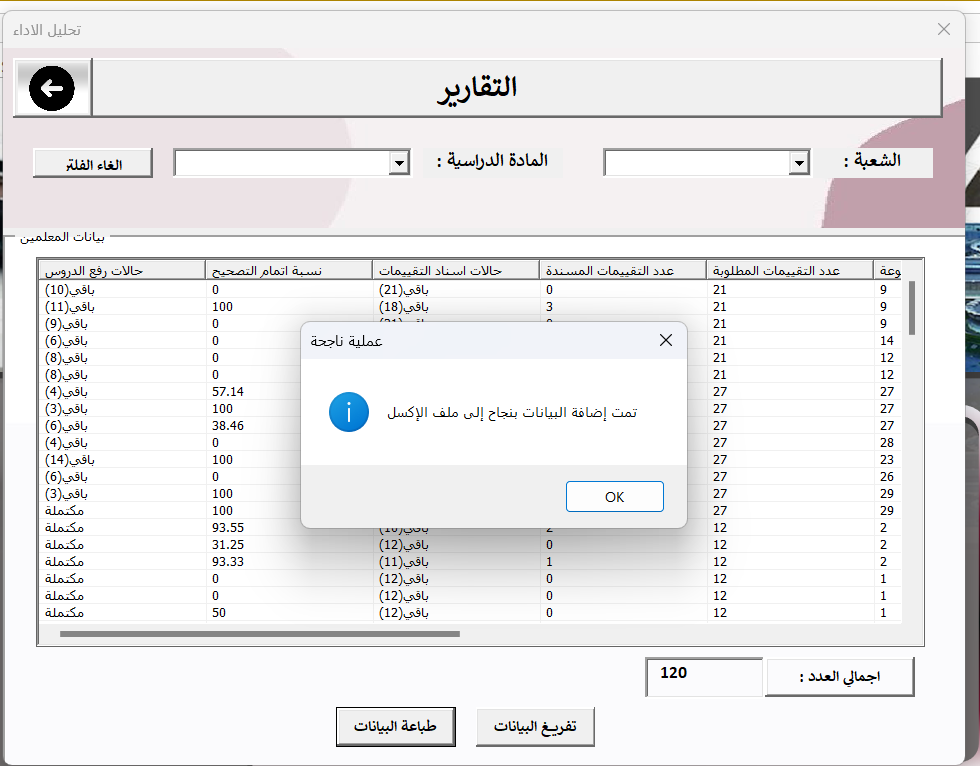 تحليل الاداء
التقارير
الشعبة :
المادة الدراسية :
الغاء الفلتر
بيانات المعلمين
حالات رفع الدروس نسبة اتمام التصحيح حالات اسناد التقييمات عدد التقييمات المسندة عدد التقييمات المطلوبة وعة
باقي(10) 0 باقي(21) 0 21 9
باقي(11) 100 باقي(18) 3 21 9
باقي(9) 0 21 9
باقي(6) 0 21 14
باقي(8) 0 21 12
باقي(8) 0 21 12
باقي(4) 57.14 27 27
باقي(3) 100 27 27
باقي(6) 38.46 27 27
باقي(4) 0 27 28
باقي(14) 100 27 23
باقي(6) 0 27 26
باقي(3) 100 27 29
مكتملة 100 27 29
مكتملة 93.55 باقي(10) 2 12 2
مكتملة 31.25 باقي(12) 0 12 2
مكتملة 93.33 باقي(11) 1 12 2
مكتملة 0 باقي(12) 0 12 1
مكتملة 0 باقي(12) 0 12 1
مكتملة 50 باقي(12) 0 12 1
عملية ناجحة
تمت إضافة البيانات بنجاح إلى ملف الإكسل
OK
اجمالي العدد :
120
تفريغ البيانات
طباعة البيانات